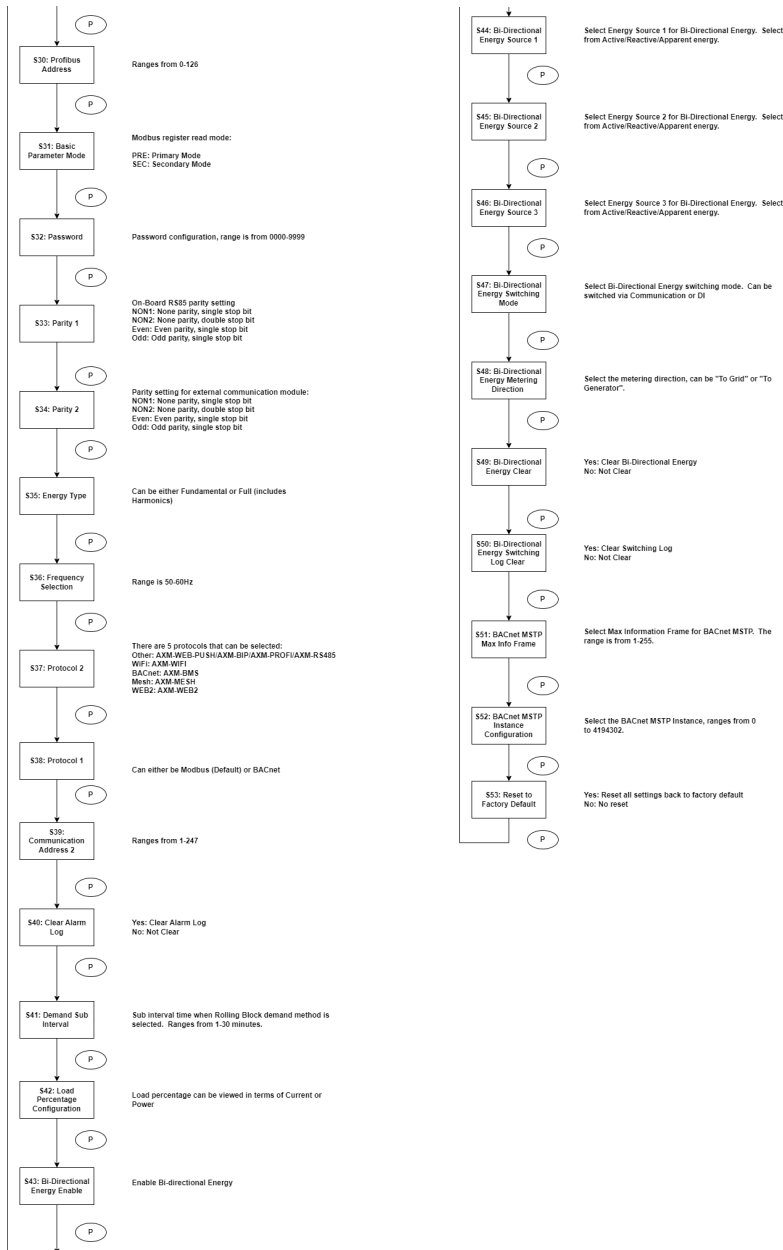 P
S30: Profibus
Address
Ranges from 0-126
P
S31: Basic
Parameter Mode
Modbus register read mode:
PRE: Primary Mode
SEC: Secondary Mode
P
S32: Password
Password configuration, range is from 0000-9999
P
S33: Parity 1
On-Board RS85 parity setting
NON1: None parity, single stop bit
NON2: None parity, double stop bit
Even: Even parity, single stop bit
Odd: Odd parity, single stop bit
P
S34: Parity 2
Parity setting for external communication module:
NON1: None parity, single stop bit
NON2: None parity, double stop bit
Even: Even parity, single stop bit
Odd: Odd parity, single stop bit
P
S35: Energy Type
Can be either Fundamental or Full (includes
Harmonics)
P
S36: Frequency
Selection
Range is 50-60Hz
P
S37: Protocol 2
There are 5 protocols that can be selected:
Other: AXM-WEB-PUSH/AXM-BIP/AXM-PROFI/AXM-RS485
WiFi: AXM-WIFI
BACnet: AXM-BMS
Mesh: AXM-MESH
WEB2: AXM-WEB2
P
S38: Protocol 1
Can either be Modbus (Default) or BACnet
P
S39:
Communication
Address 2
Ranges from 1-247
P
S40: Clear Alarm
Log
Yes: Clear Alarm Log
No: Not Clear
P
S41: Demand Sub
Interval
Sub interval time when Rolling Block demand method is
selected. Ranges from 1-30 minutes.
P
S42: Load
Percentage
Configuration
Load percentage can be viewed in terms of Current or
Power
P
S43: Bi-Directional
Energy Enable
Enable Bi-directional Energy
P
S44: Bi-Directional
Energy Source 1
Select Energy Source 1 for Bi-Directional Energy. Select
from Active/Reactive/Apparent energy.
P
S45: Bi-Directional
Energy Source 2
Select Energy Source 2 for Bi-Directional Energy. Select
from Active/Reactive/Apparent energy.
P
S46: Bi-Directional
Energy Source 3
Select Energy Source 3 for Bi-Directional Energy. Select
from Active/Reactive/Apparent energy.
P
S47: Bi-Directional
Energy Switching
Mode
Select Bi-Directional Energy switching mode. Can be
switched via Communication or DI
P
S48: Bi-Directional
Energy Metering
Direction
Select the metering direction, can be "To Grid" or "To
Generator".
P
S49: Bi-Directional
Energy Clear
Yes: Clear Bi-Directional Energy
No: Not Clear
P
S50: Bi-Directional
Energy Switching
Log Clear
Yes: Clear Switching Log
No: Not Clear
P
S51: BACnet MSTP
Max Info Frame
Select Max Information Frame for BACnet MSTP. The
range is from 1-255.
P
S52: BACnet MSTP
Instance
Configuration
Select the BACnet MSTP Instance, ranges from 0
to 4194302.
P
S53: Reset to
Factory Default
Yes: Reset all settings back to factory default
No: No reset
P